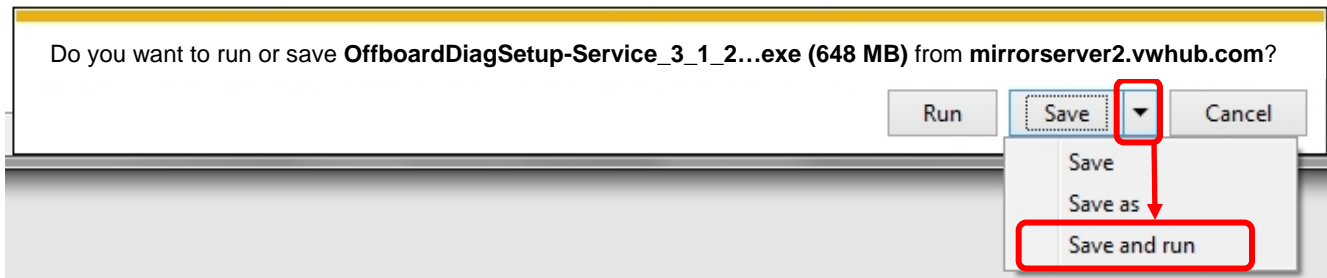 Do you want to run or save OffboardDiagSetup-Service_3_1_2…exe (648 MB) from mirrorserver2.vwhub.com?
Run Save Cancel
Save
Save as
Save and run